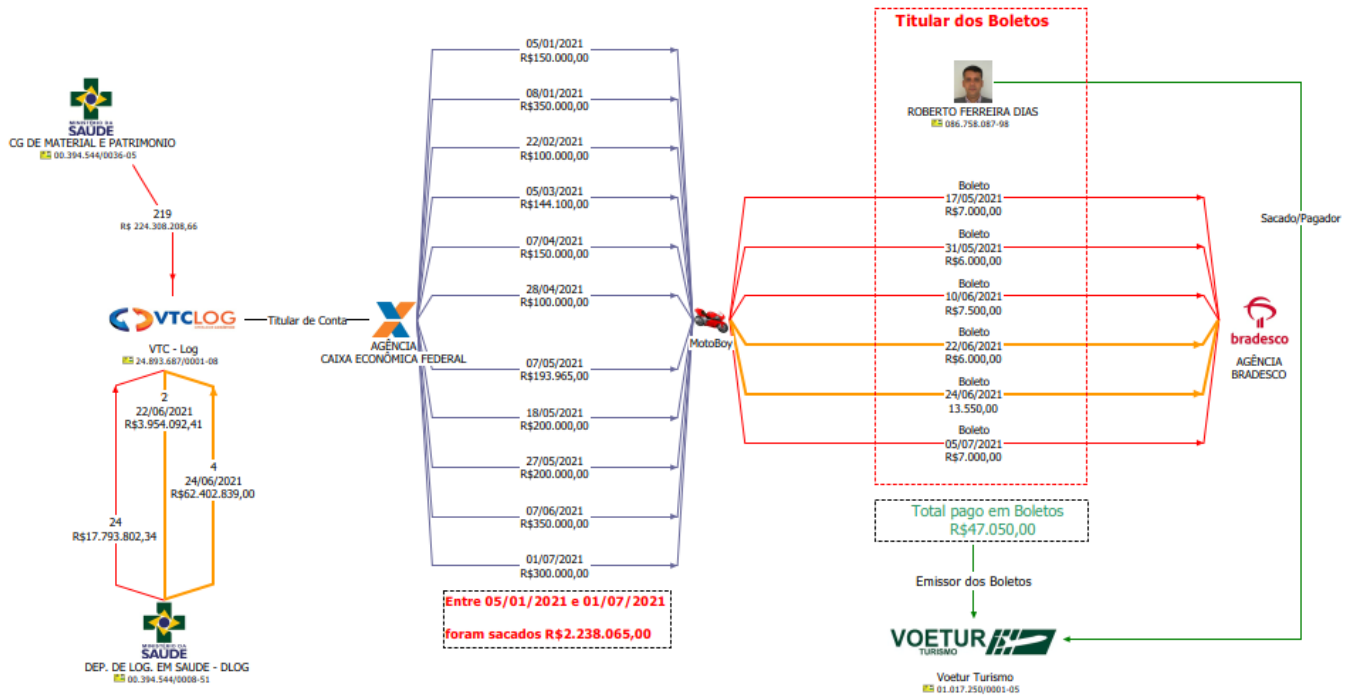 MINISTÉRIO DA
SAÚDE
CG DE MATERIAL E PATRIMONIO
00.394.544/0036-05
219
R$ 224.308.208,66
VTCLOG
VTC - Log
24.893.687/0001-08
Titular de Conta
AGÊNCIA
CAIXA ECONÔMICA FEDERAL
2
22/06/2021
R$3.954.092,41
4
24/06/2021
R$62.402.839,00
24
R$17.793.802,34
MINISTÉRIO DA
SAÚDE
DEP. DE LOG. EM SAUDE - DLOG
00.394.544/0008-51
05/01/2021
R$150.000,00
08/01/2021
R$350.000,00
22/02/2021
R$100.000,00
05/03/2021
R$144.100,00
07/04/2021
R$150.000,00
28/04/2021
R$100.000,00
07/05/2021
R$193.965,00
18/05/2021
R$200.000,00
27/05/2021
R$200.000,00
07/06/2021
R$350.000,00
01/07/2021
R$300.000,00
Entre 05/01/2021 e 01/07/2021
foram sacados R$2.238.065,00
MotoBoy
Titular dos Boletos
ROBERTO FERREIRA DIAS
086.758.087-98
Boleto
17/05/2021
R$7.000,00
Boleto
31/05/2021
R$6.000,00
Boleto
10/06/2021
R$7.500,00
Boleto
22/06/2021
R$6.000,00
Boleto
24/06/2021
13.550,00
Boleto
05/07/2021
R$7.000,00
Total pago em Boletos
R$47.050,00
Emissor dos Boletos
VOETUR
TURISMO
Voetur Turismo
01.017.250/0001-05
bradesco
AGÊNCIA
BRADESCO
Sacado/Pagador